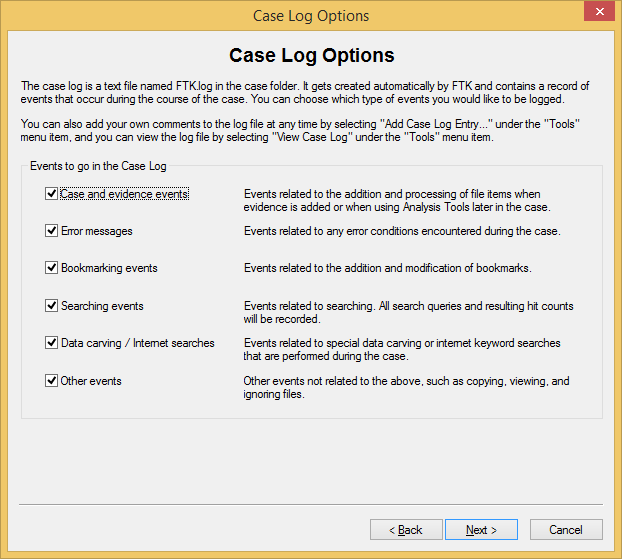 Case Log Options
Case Log Options
The case log is a text file named FTK.log in the case folder. It gets created automatically by FTK and contains a record of
events that occur during the course of the case. You can choose which type of events you would like to be logged.
You can also add your own comments to the log file at any time by selecting "Add Case Log Entry..." under the "Tools"
menu item, and you can view the log file by selecting "View Case Log" under the "Tools" menu item.
Events to go in the Case Log
Case and evidence events
Events related to the addition and processing of file items when
evidence is added or when using Analysis Tools later in the case.
Error messages
Events related to any error conditions encountered during the case.
Bookmarking events
Events related to the addition and modification of bookmarks.
Searching events
Events related to searching. All search queries and resulting hit counts
will be recorded.
Data carving / Internet searches
Events related to special data carving or internet keyword searches
that are performed during the case.
Other events
Other events not related to the above, such as copying, viewing, and
ignoring files.
< Back
Next >
Cancel